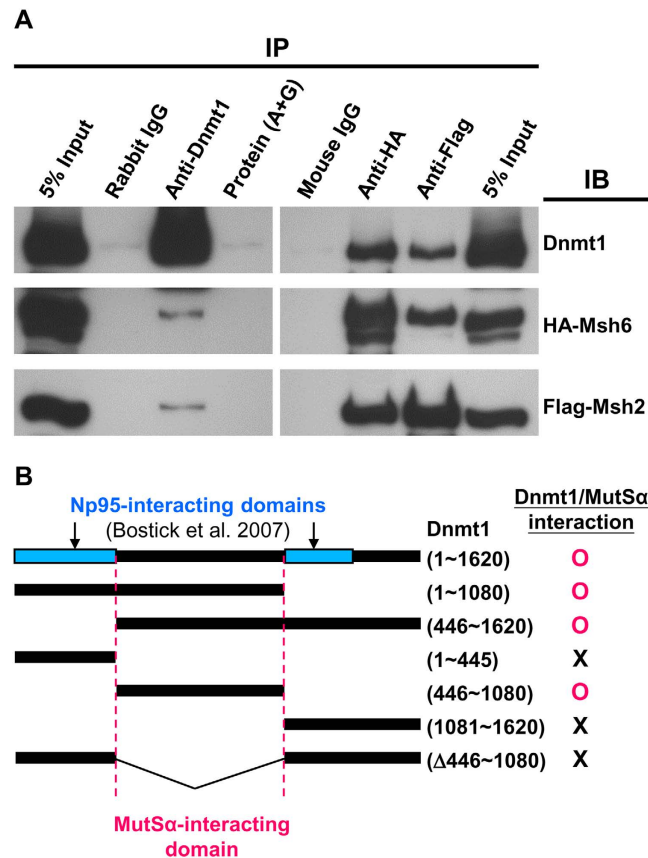 A
IP
5% Input
Rabbit IgG
Anti-Dnmt1
Protein (A+G)
Mouse IgG
Anti-HA
Anti-Flag
5% Input
IB
Dnmt1
HA-Msh6
Flag-Msh2
B
Np95-interacting domains
(Bostick et al. 2007)
Dnmt1
Dnmt1/MutSα
interaction
(1~1620) O
(1~1080) O
(446~1620) O
(1~445) X
(446~1080) O
(1081~1620) X
(Δ446~1080) X
MutSα-interacting
domain